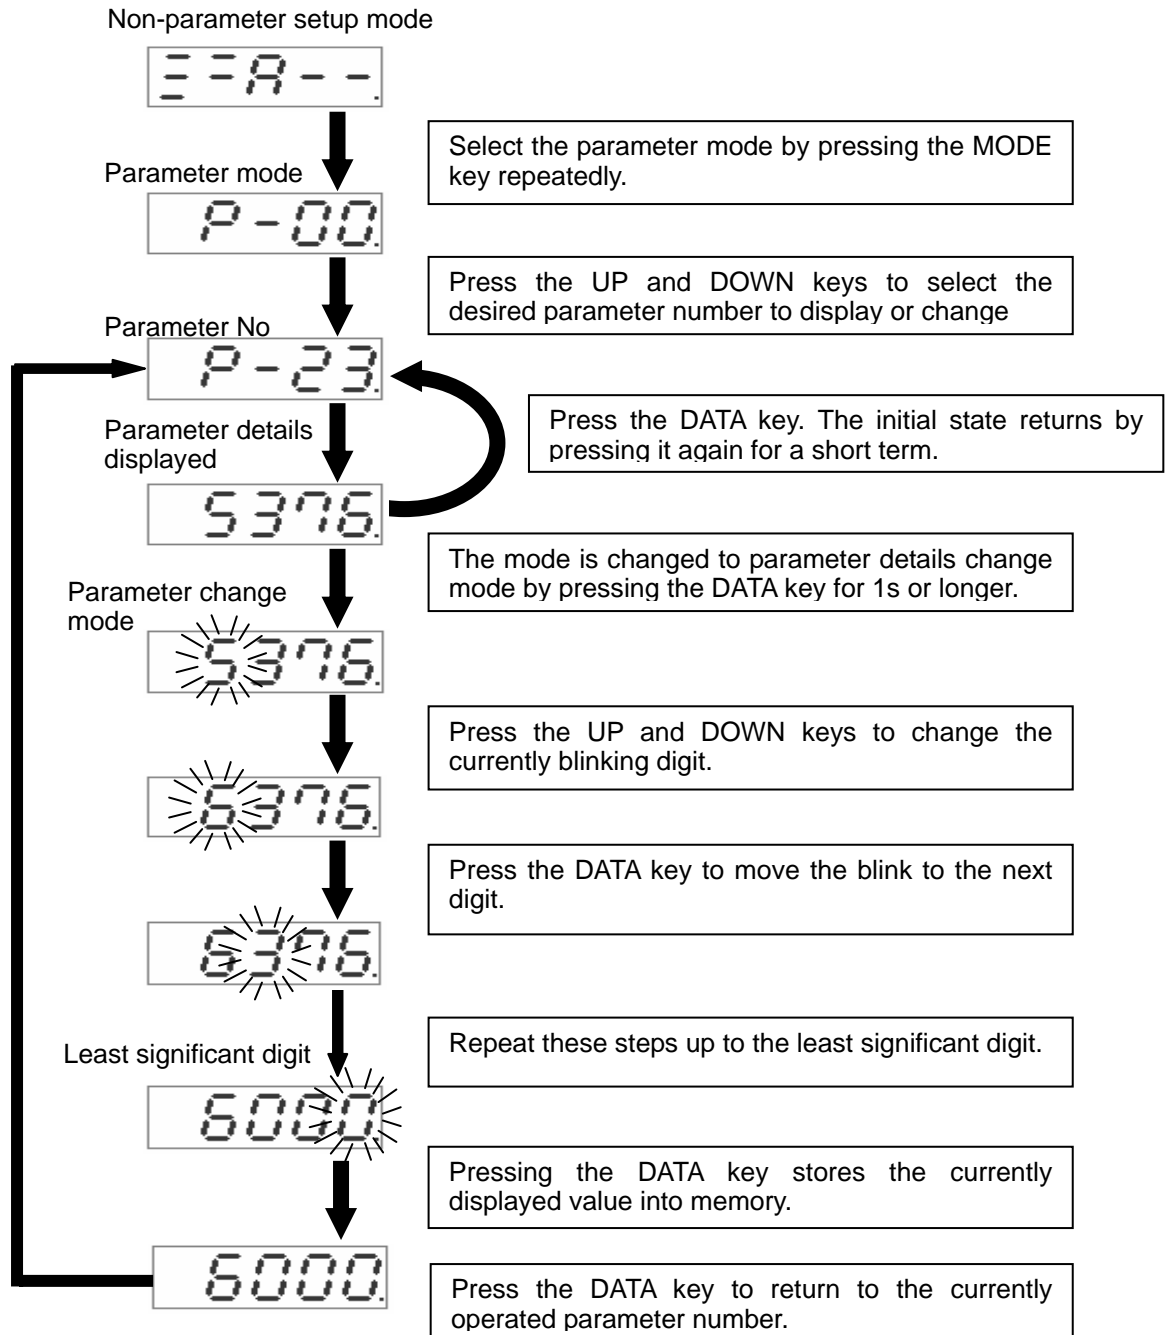 Non-parameter setup mode
A--.
Select the parameter mode by pressing the MODE
key repeatedly.
Parameter mode
P-00.
Press the UP and DOWN keys to select the
desired parameter number to display or change
Parameter No
P-23.
Press the DATA key. The initial state returns by
pressing it again for a short term.
Parameter details
displayed
5376.
The mode is changed to parameter details change
mode by pressing the DATA key for 1s or longer.
Parameter change
mode
5376.
Press the UP and DOWN keys to change the
currently blinking digit.
6376.
Press the DATA key to move the blink to the next
digit.
6376.
Repeat these steps up to the least significant digit.
Least significant digit
6000.
Pressing the DATA key stores the currently
displayed value into memory.
6000.
Press the DATA key to return to the currently
operated parameter number.